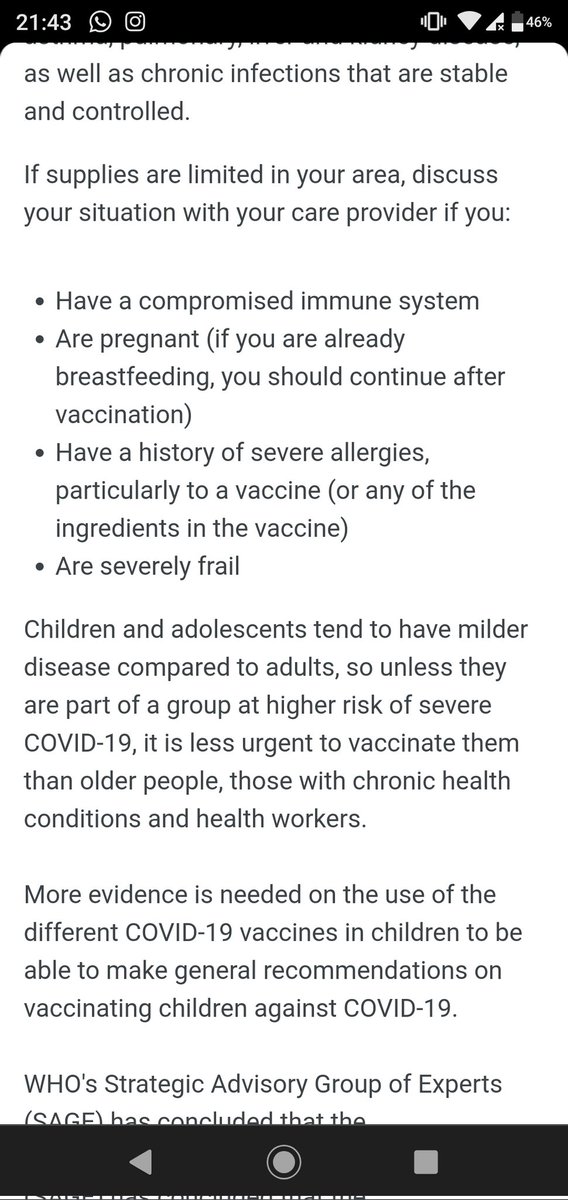 21:43
46%
as well as chronic infections that are stable
and controlled.
If supplies are limited in your area, discuss
your situation with your care provider if you:
• Have a compromised immune system
• Are pregnant (if you are already
breastfeeding, you should continue after
vaccination)
• Have a history of severe allergies,
particularly to a vaccine (or any of the
ingredients in the vaccine)
• Are severely frail
Children and adolescents tend to have milder
disease compared to adults, so unless they
are part of a group at higher risk of severe
COVID-19, it is less urgent to vaccinate them
than older people, those with chronic health
conditions and health workers.
More evidence is needed on the use of the
different COVID-19 vaccines in children to be
able to make general recommendations on
vaccinating children against COVID-19.
WHO's Strategic Advisory Group of Experts
(SAGE) has concluded that the